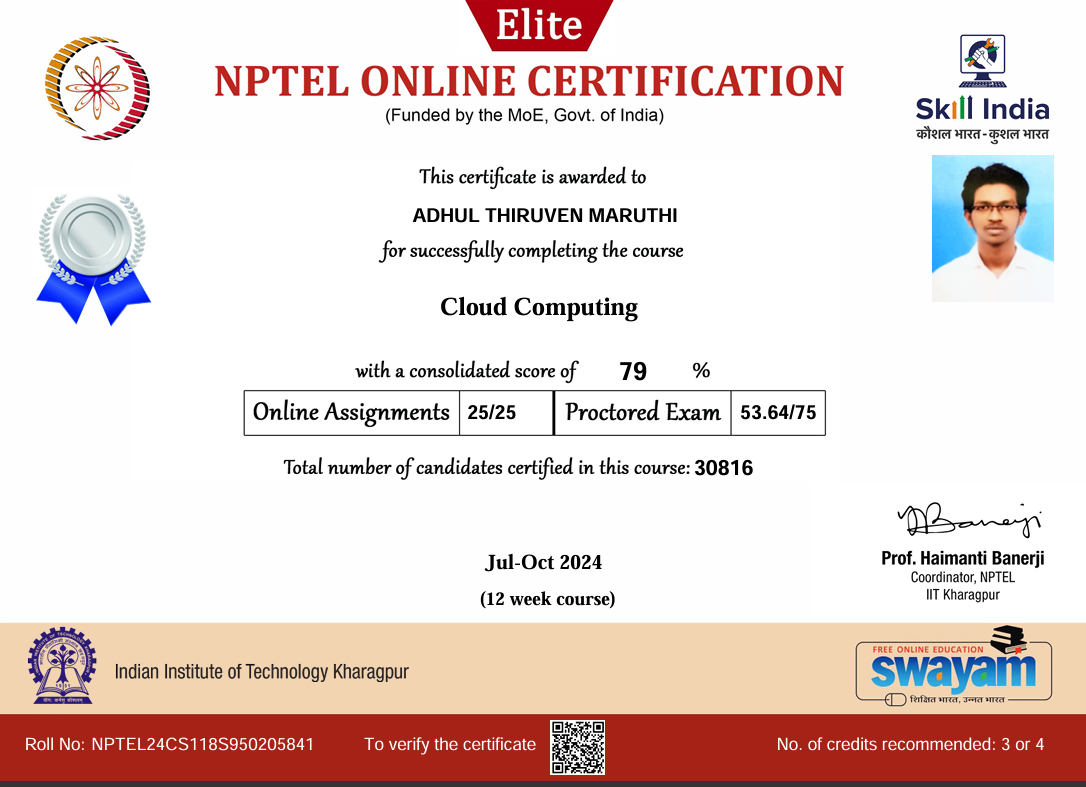 Elite
NPTEL ONLINE CERTIFICATION
(Funded by the MoE, Govt. of India)
Skill India
कौशल भारत - कुशल भारत
This certificate is awarded to
ADHUL THIRUVEN MARUTHI
for successfully completing the course
Cloud Computing
with a consolidated score of 79 %
Online Assignments 25/25 Proctored Exam 53.64/75
Total number of candidates certified in this course: 30816
Prof. Haimanti Banerji
Coordinator, NPTEL
IIT Kharagpur
Jul-Oct 2024
(12 week course)
Indian Institute of Technology Kharagpur
FREE ONLINE EDUCATION
swayam
शिक्षित भारत, उन्नत भारत
Roll No: NPTEL24CS118S950205841 To verify the certificate No. of credits recommended: 3 or 4